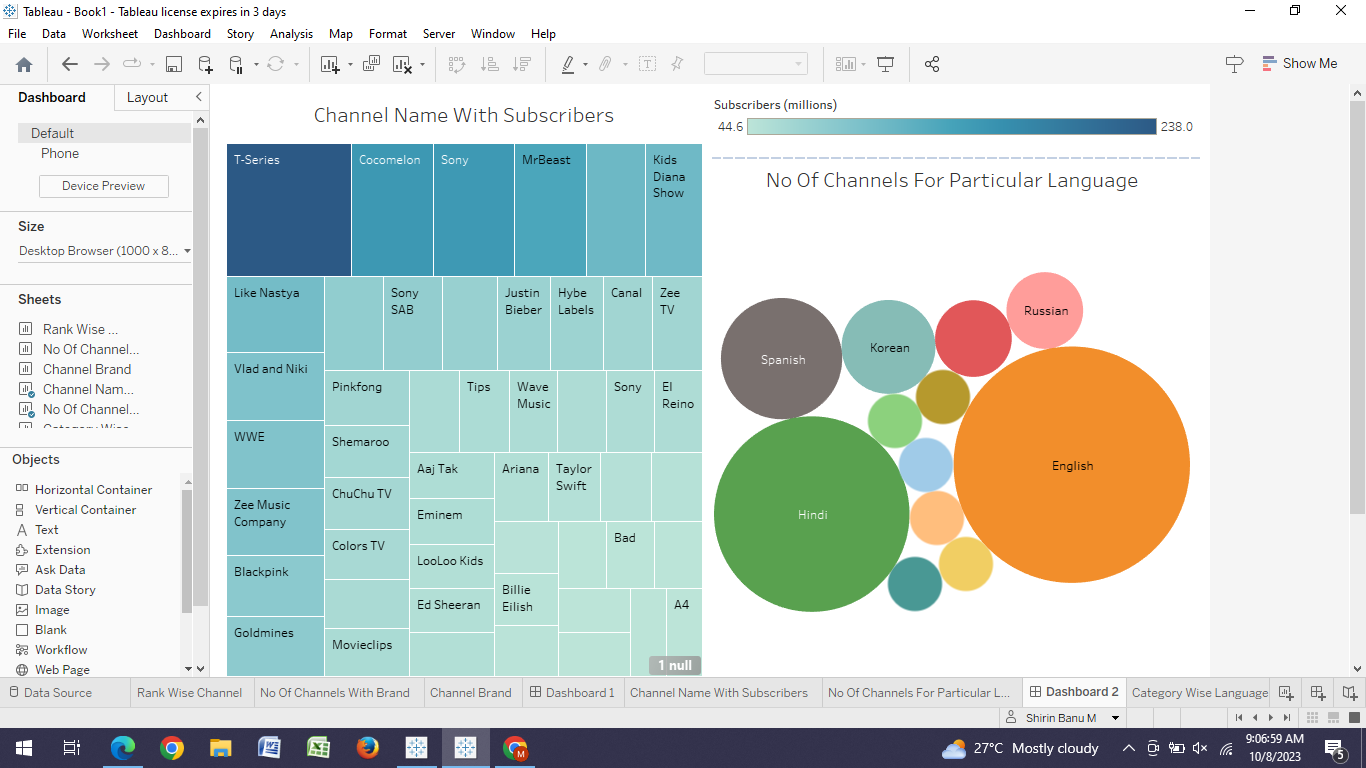 Tableau - Book1 - Tableau license expires in 3 days
File Data Worksheet Dashboard Story Analysis Map Format Server Window Help
Show Me
Dashboard Layout
Default
Phone
Device Preview
Size
Desktop Browser (1000 x 8...
Sheets
Rank Wise ...
No Of Channel...
Channel Brand
Channel Nam...
No Of Channel...
Category Wise
Objects
Horizontal Container
Vertical Container
Text
Extension
Ask Data
Data Story
Image
Blank
Workflow
Web Page
Channel Name With Subscribers
T-Series
Cocomelon
Sony
MrBeast
Kids
Diana
Show
Like Nastya
Sony
SAB
Justin
Bieber
Hybe
Labels
Canal
Zee
TV
Vlad and Niki
Pinkfong
Tips
Wave
Music
Sony
El
Reino
WWE
Shemaroo
Aaj Tak
Ariana
Taylor
Swift
Zee Music
Company
ChuChu TV
Eminem
Colors TV
Bad
Blackpink
LooLoo Kids
Billie
Eilish
Ed Sheeran
A4
Goldmines
Movieclips
1 null
Subscribers (millions)
44.6 238.0
No Of Channels For Particular Language
Russian
Korean
Spanish
English
Hindi
Data Source Rank Wise Channel No Of Channels With Brand Channel Brand Dashboard 1 Channel Name With Subscribers No Of Channels For Particular L... Dashboard 2 Category Wise Language
Shirin Banu M
27°C Mostly cloudy
9:06:59 AM
10/8/2023
5